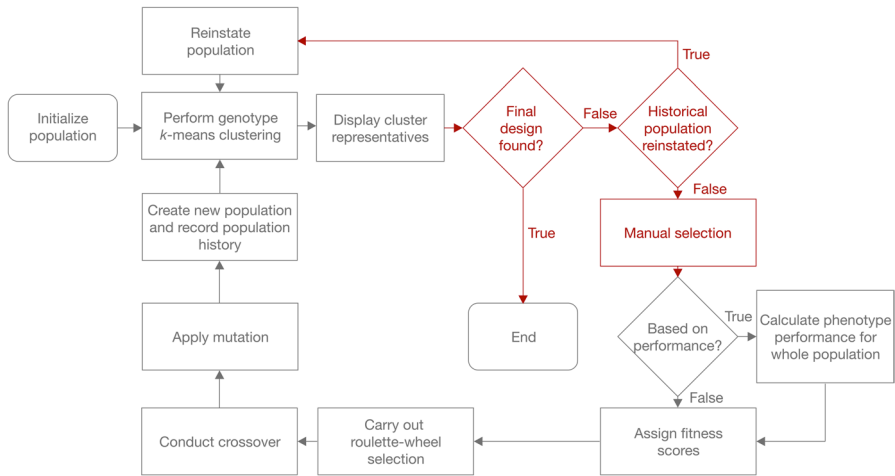 Reinstate
population
True
Initialize
population
Perform genotype
k-means clustering
Display cluster
representatives
Final
design
found?
False
Historical
population
reinstated?
False
Create new population
and record population
history
True
Manual selection
Apply mutation
End
Based on
performance?
True
Calculate phenotype
performance for
whole population
False
Conduct crossover
Carry out
roulette-wheel
selection
Assign fitness
scores